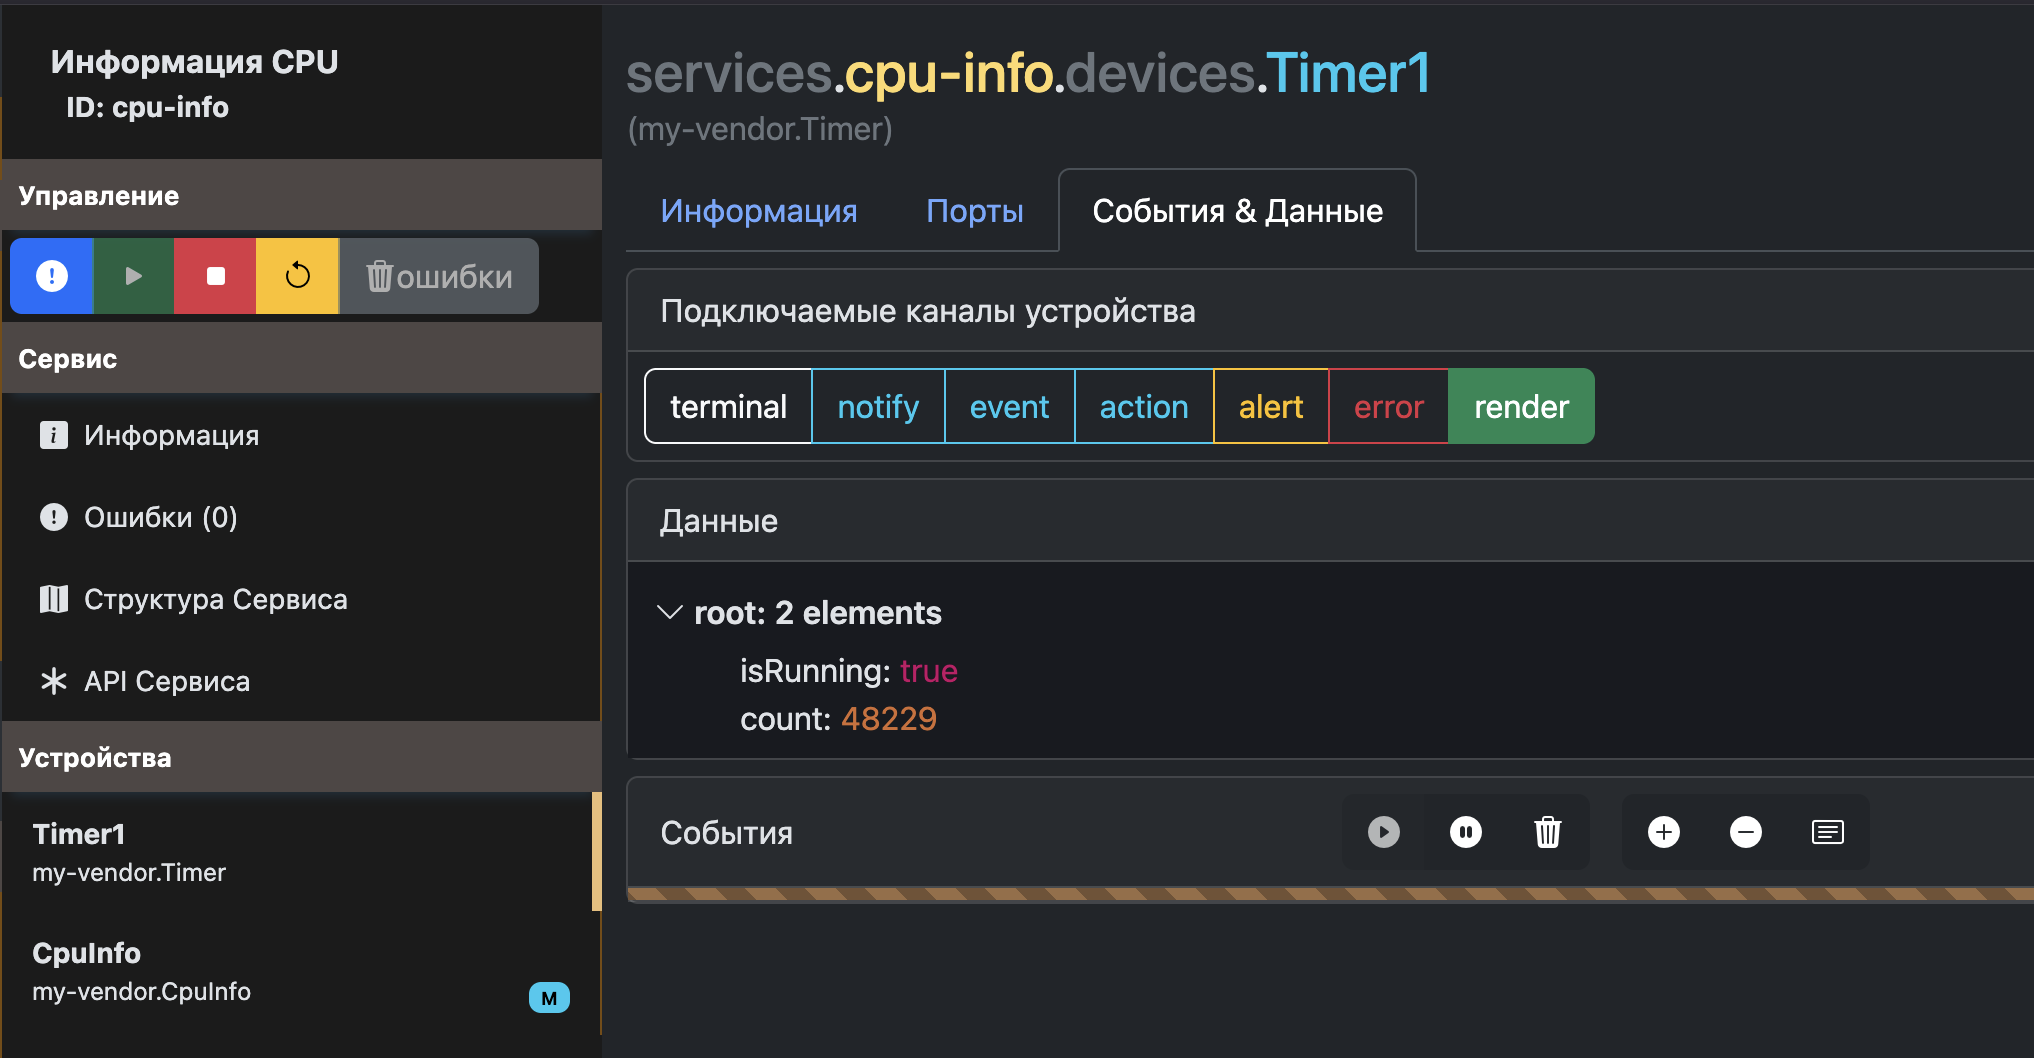 Информация CPU
ID: cpu-info
Управление
ошибки
Сервис
Информация
Ошибки (0)
Структура Сервиса
API Сервиса
Устройства
Timer1
my-vendor.Timer
CpuInfo
my-vendor.CpuInfo
M
services.cpu-info.devices.Timer1
(my-vendor.Timer)
Информация Порты События & Данные
Подключаемые каналы устройства
terminal notify event action alert error render
Данные
root: 2 elements
isRunning: true
count: 48229
События